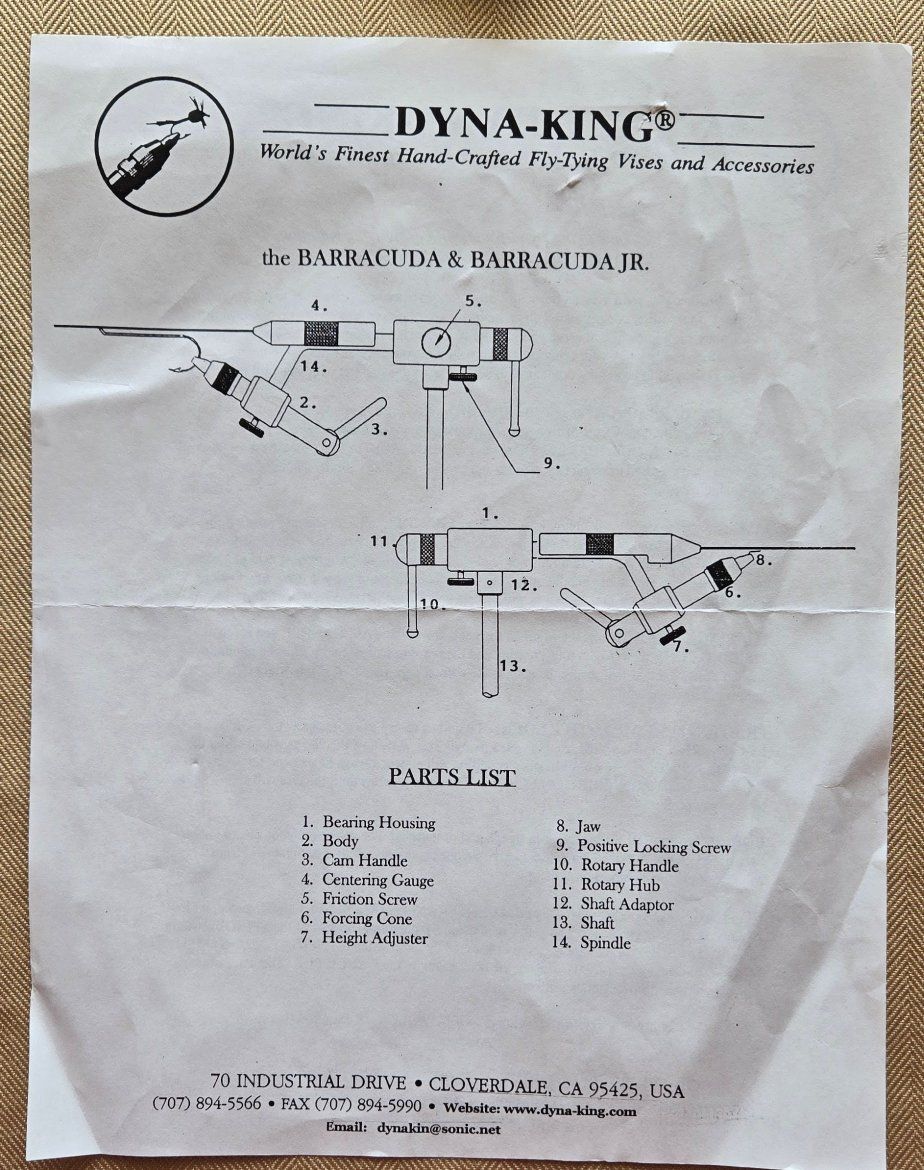 DYNA-KING®
World's Finest Hand-Crafted Fly-Tying Vises and Accessories
the BARRACUDA & BARRACUDA JR.
4.
5.
14.
2.
3.
9.
1.
11.
8.
12.
6.
10.
7.
13.
PARTS LIST
1. Bearing Housing
2. Body
3. Cam Handle
4. Centering Gauge
5. Friction Screw
6. Forcing Cone
7. Height Adjuster
8. Jaw
9. Positive Locking Screw
10. Rotary Handle
11. Rotary Hub
12. Shaft Adaptor
13. Shaft
14. Spindle
70 INDUSTRIAL DRIVE • CLOVERDALE, CA 95425, USA
(707) 894-5566 • FAX (707) 894-5990 • Website: www.dyna-king.com
Email: dynakin@sonic.net